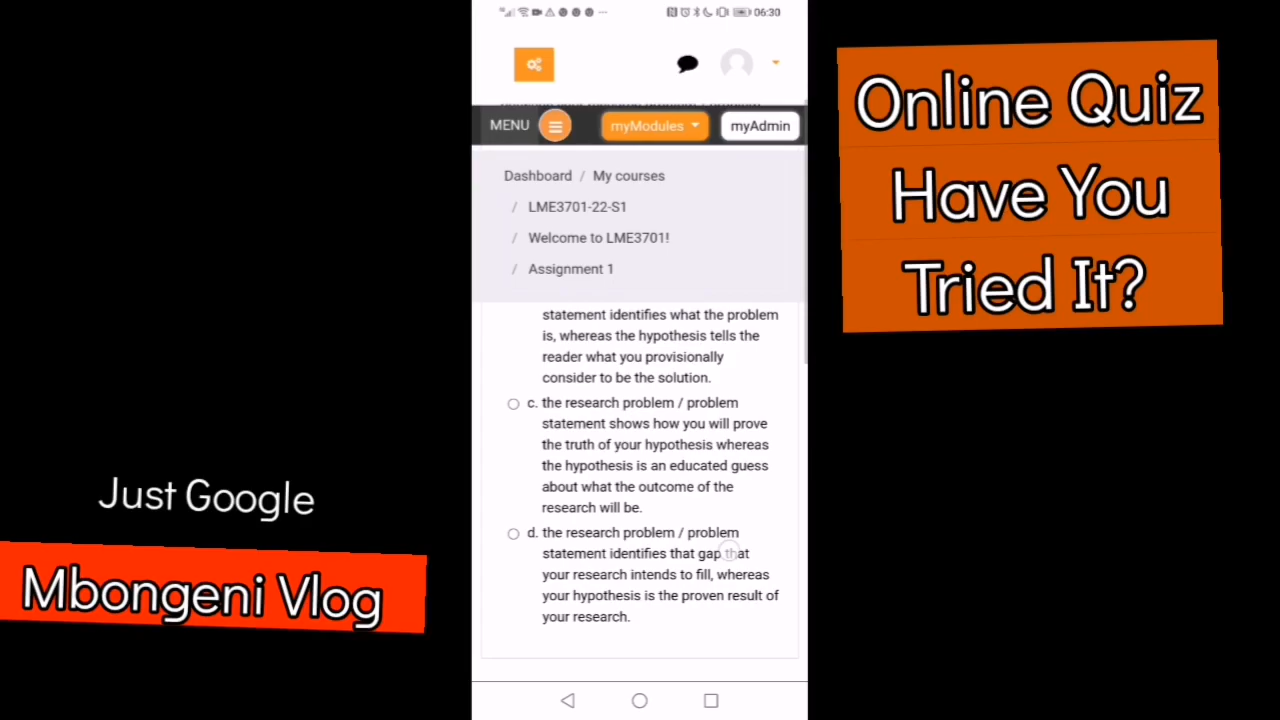 06:30
MENU
myModules
myAdmin
Dashboard / My courses
/ LME3701-22-S1
/ Welcome to LME3701!
/ Assignment 1
statement identifies what the problem
is, whereas the hypothesis tells the
reader what you provisionally
consider to be the solution.
c. the research problem / problem
statement shows how you will prove
the truth of your hypothesis whereas
the hypothesis is an educated guess
about what the outcome of the
research will be.
d. the research problem / problem
statement identifies that gap that
your research intends to fill, whereas
your hypothesis is the proven result of
your research.
Online Quiz
Have You
Tried It?
Just Google
Mbongeni Vlog